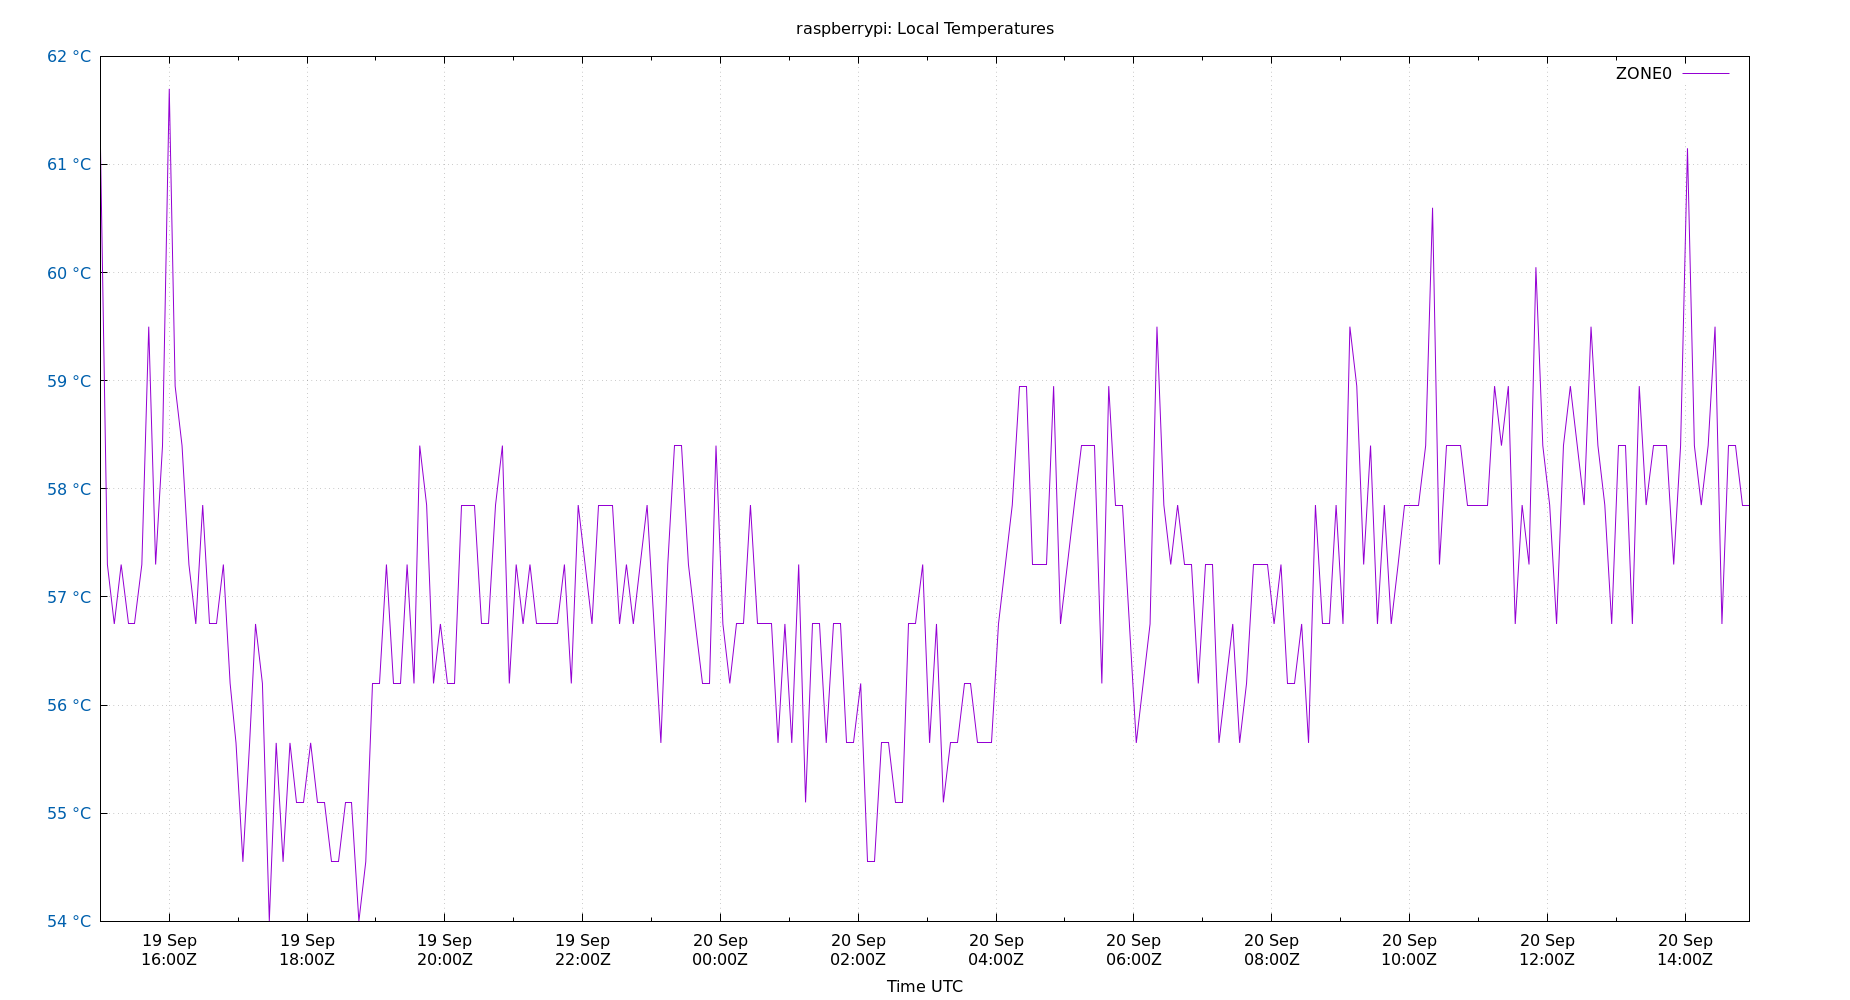 raspberrypi: Local Temperatures
ZONE0
62 °C
61 °C
60 °C
59 °C
58 °C
57 °C
56 °C
55 °C
54 °C
19 Sep 19 Sep 19 Sep 19 Sep 20 Sep 20 Sep 20 Sep 20 Sep 20 Sep 20 Sep 20 Sep 20 Sep
16:00Z 18:00Z 20:00Z 22:00Z 00:00Z 02:00Z 04:00Z 06:00Z 08:00Z 10:00Z 12:00Z 14:00Z
Time UTC